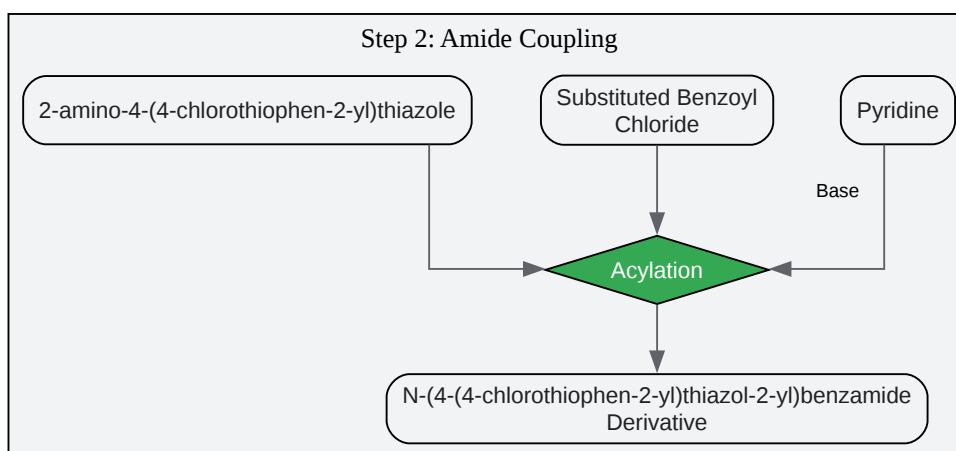 Step 2: Amide Coupling
2-amino-4-(4-chlorothiophen-2-yl)thiazole
Substituted Benzoyl
Chloride
Pyridine
Base
Acylation
N-(4-(4-chlorothiophen-2-yl)thiazol-2-yl)benzamide
Derivative